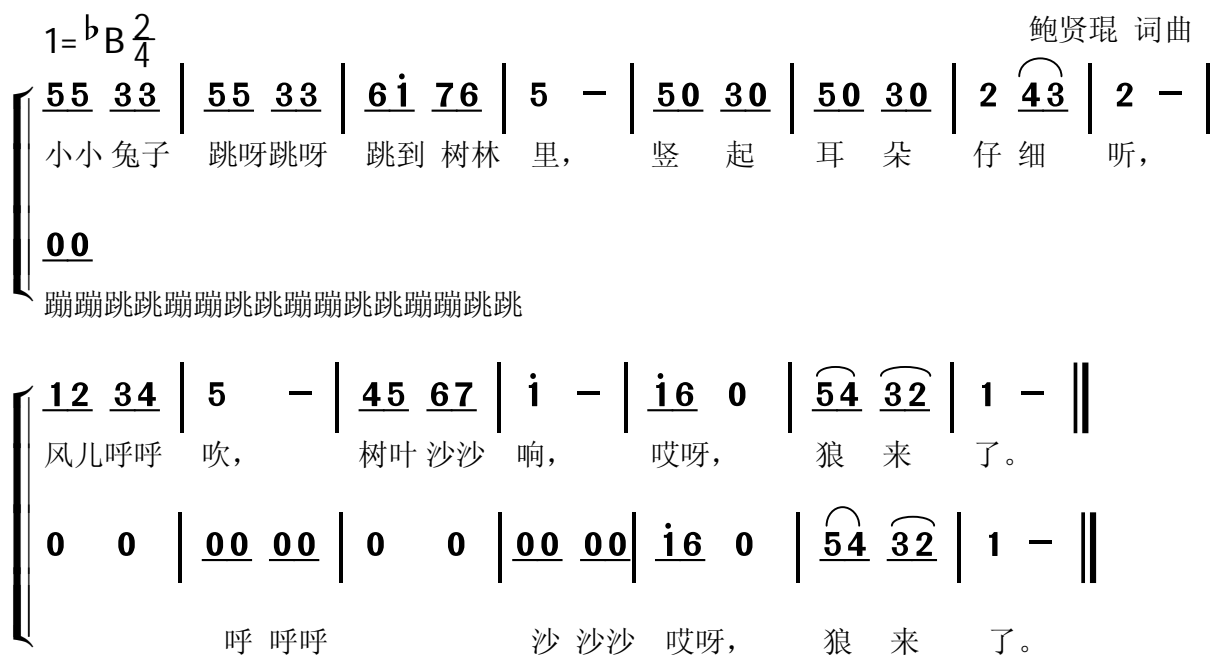 1=♭B 2/4 鲍贤琨 词曲
55 33 | 55 33 | 6i̇ 76 | 5 － | 50 30 | 50 30 | 2 43 | 2 － |
小小 兔子 跳呀跳呀 跳到 树林 里， 竖 起 耳 朵 仔 细 听，
00
蹦蹦跳跳蹦蹦跳跳蹦蹦跳跳蹦蹦跳跳
12 34 | 5 － | 45 67 | i̇ － | i̇6 0 | 54 32 | 1 － ‖
风儿呼呼 吹， 树叶 沙沙 响， 哎呀， 狼 来 了。
0 0 | 00 00 | 0 0 | 00 00 | i̇6 0 | 54 32 | 1 － ‖
呼 呼呼 沙 沙沙 哎呀， 狼 来 了。